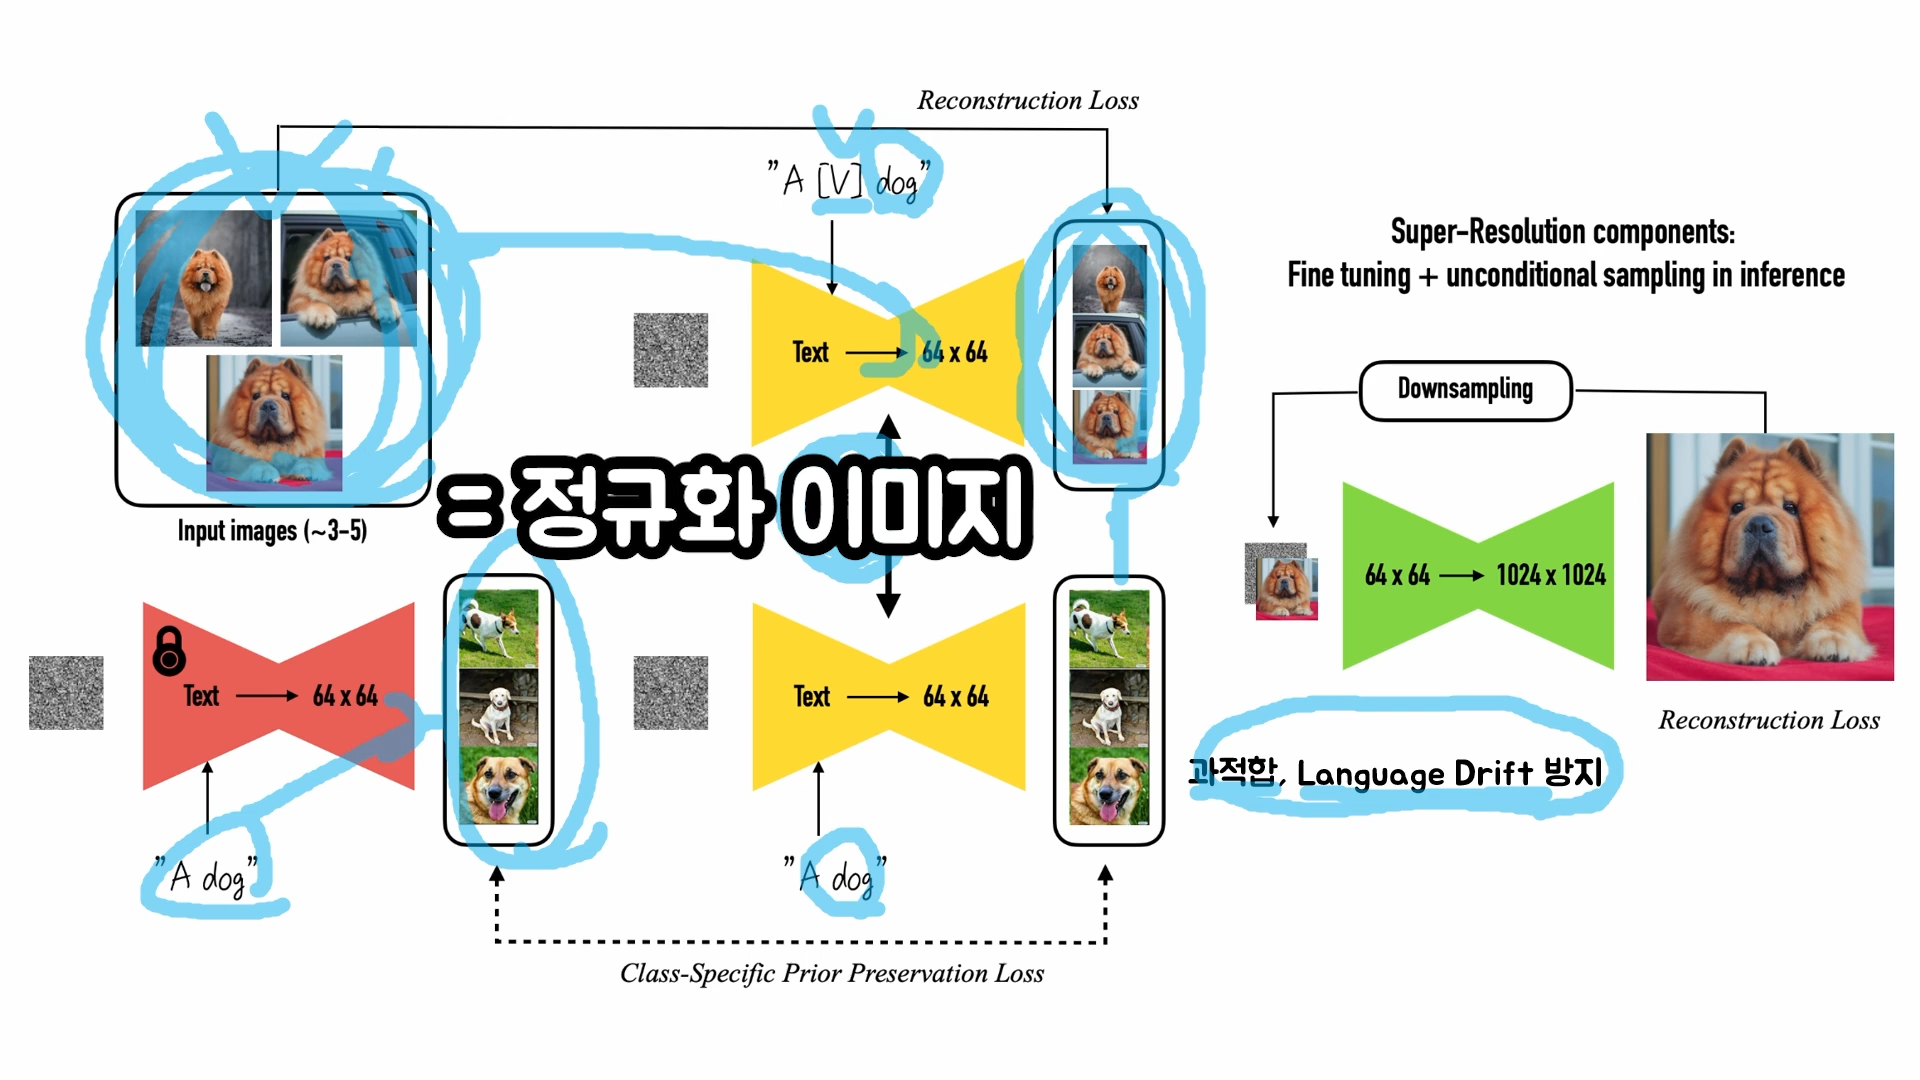 Reconstruction Loss
"A [V] dog"
V D
Super-Resolution components:
Fine tuning + unconditional sampling in inference
Text → 64 x 64
Downsampling
= 정규화 이미지
Input images (~3-5)
64 x 64 → 1024 x 1024
Text → 64 x 64
Text → 64 x 64
Reconstruction Loss
과적합, Language Drift 방지
"A dog"
"A dog"
Class-Specific Prior Preservation Loss